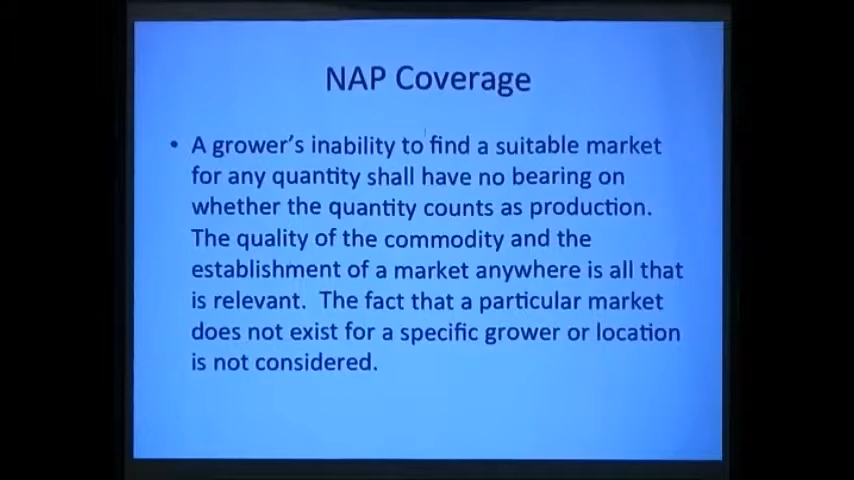 NAP Coverage
• A grower's inability to find a suitable market
for any quantity shall have no bearing on
whether the quantity counts as production.
The quality of the commodity and the
establishment of a market anywhere is all that
is relevant.  The fact that a particular market
does not exist for a specific grower or location
is not considered.